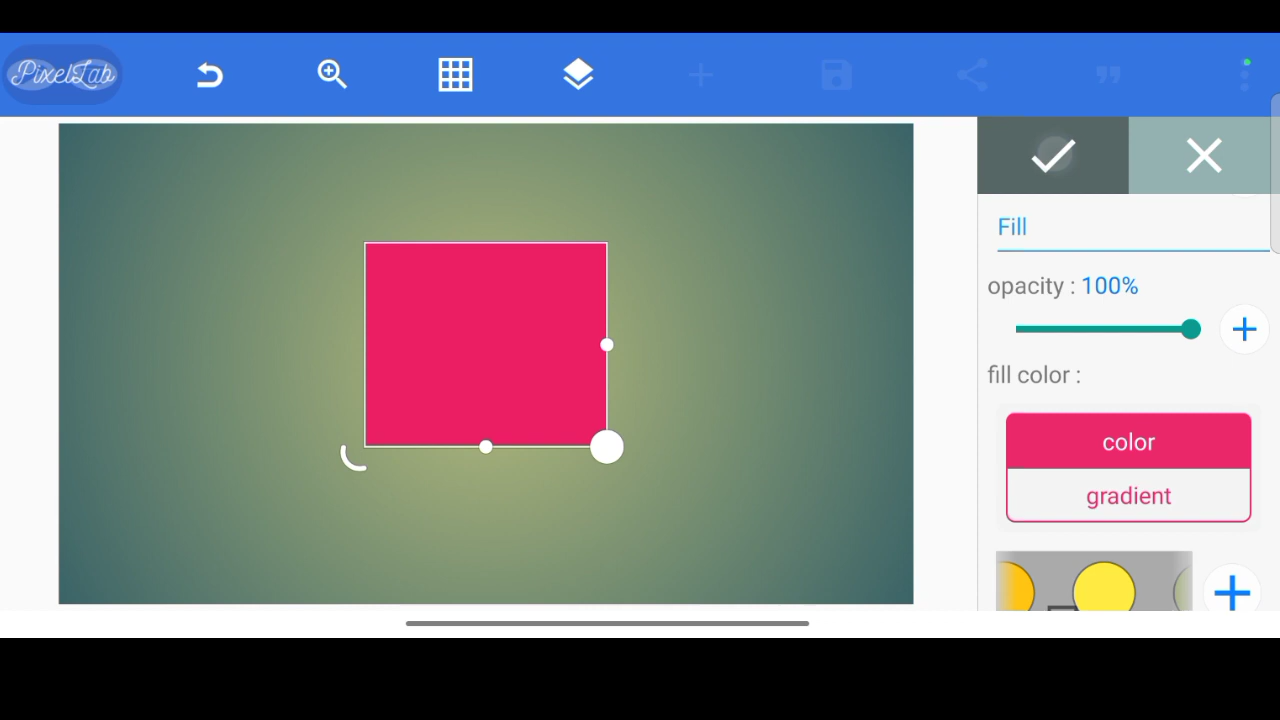 PixelLab
Fill
opacity : 100%
fill color :
color
gradient